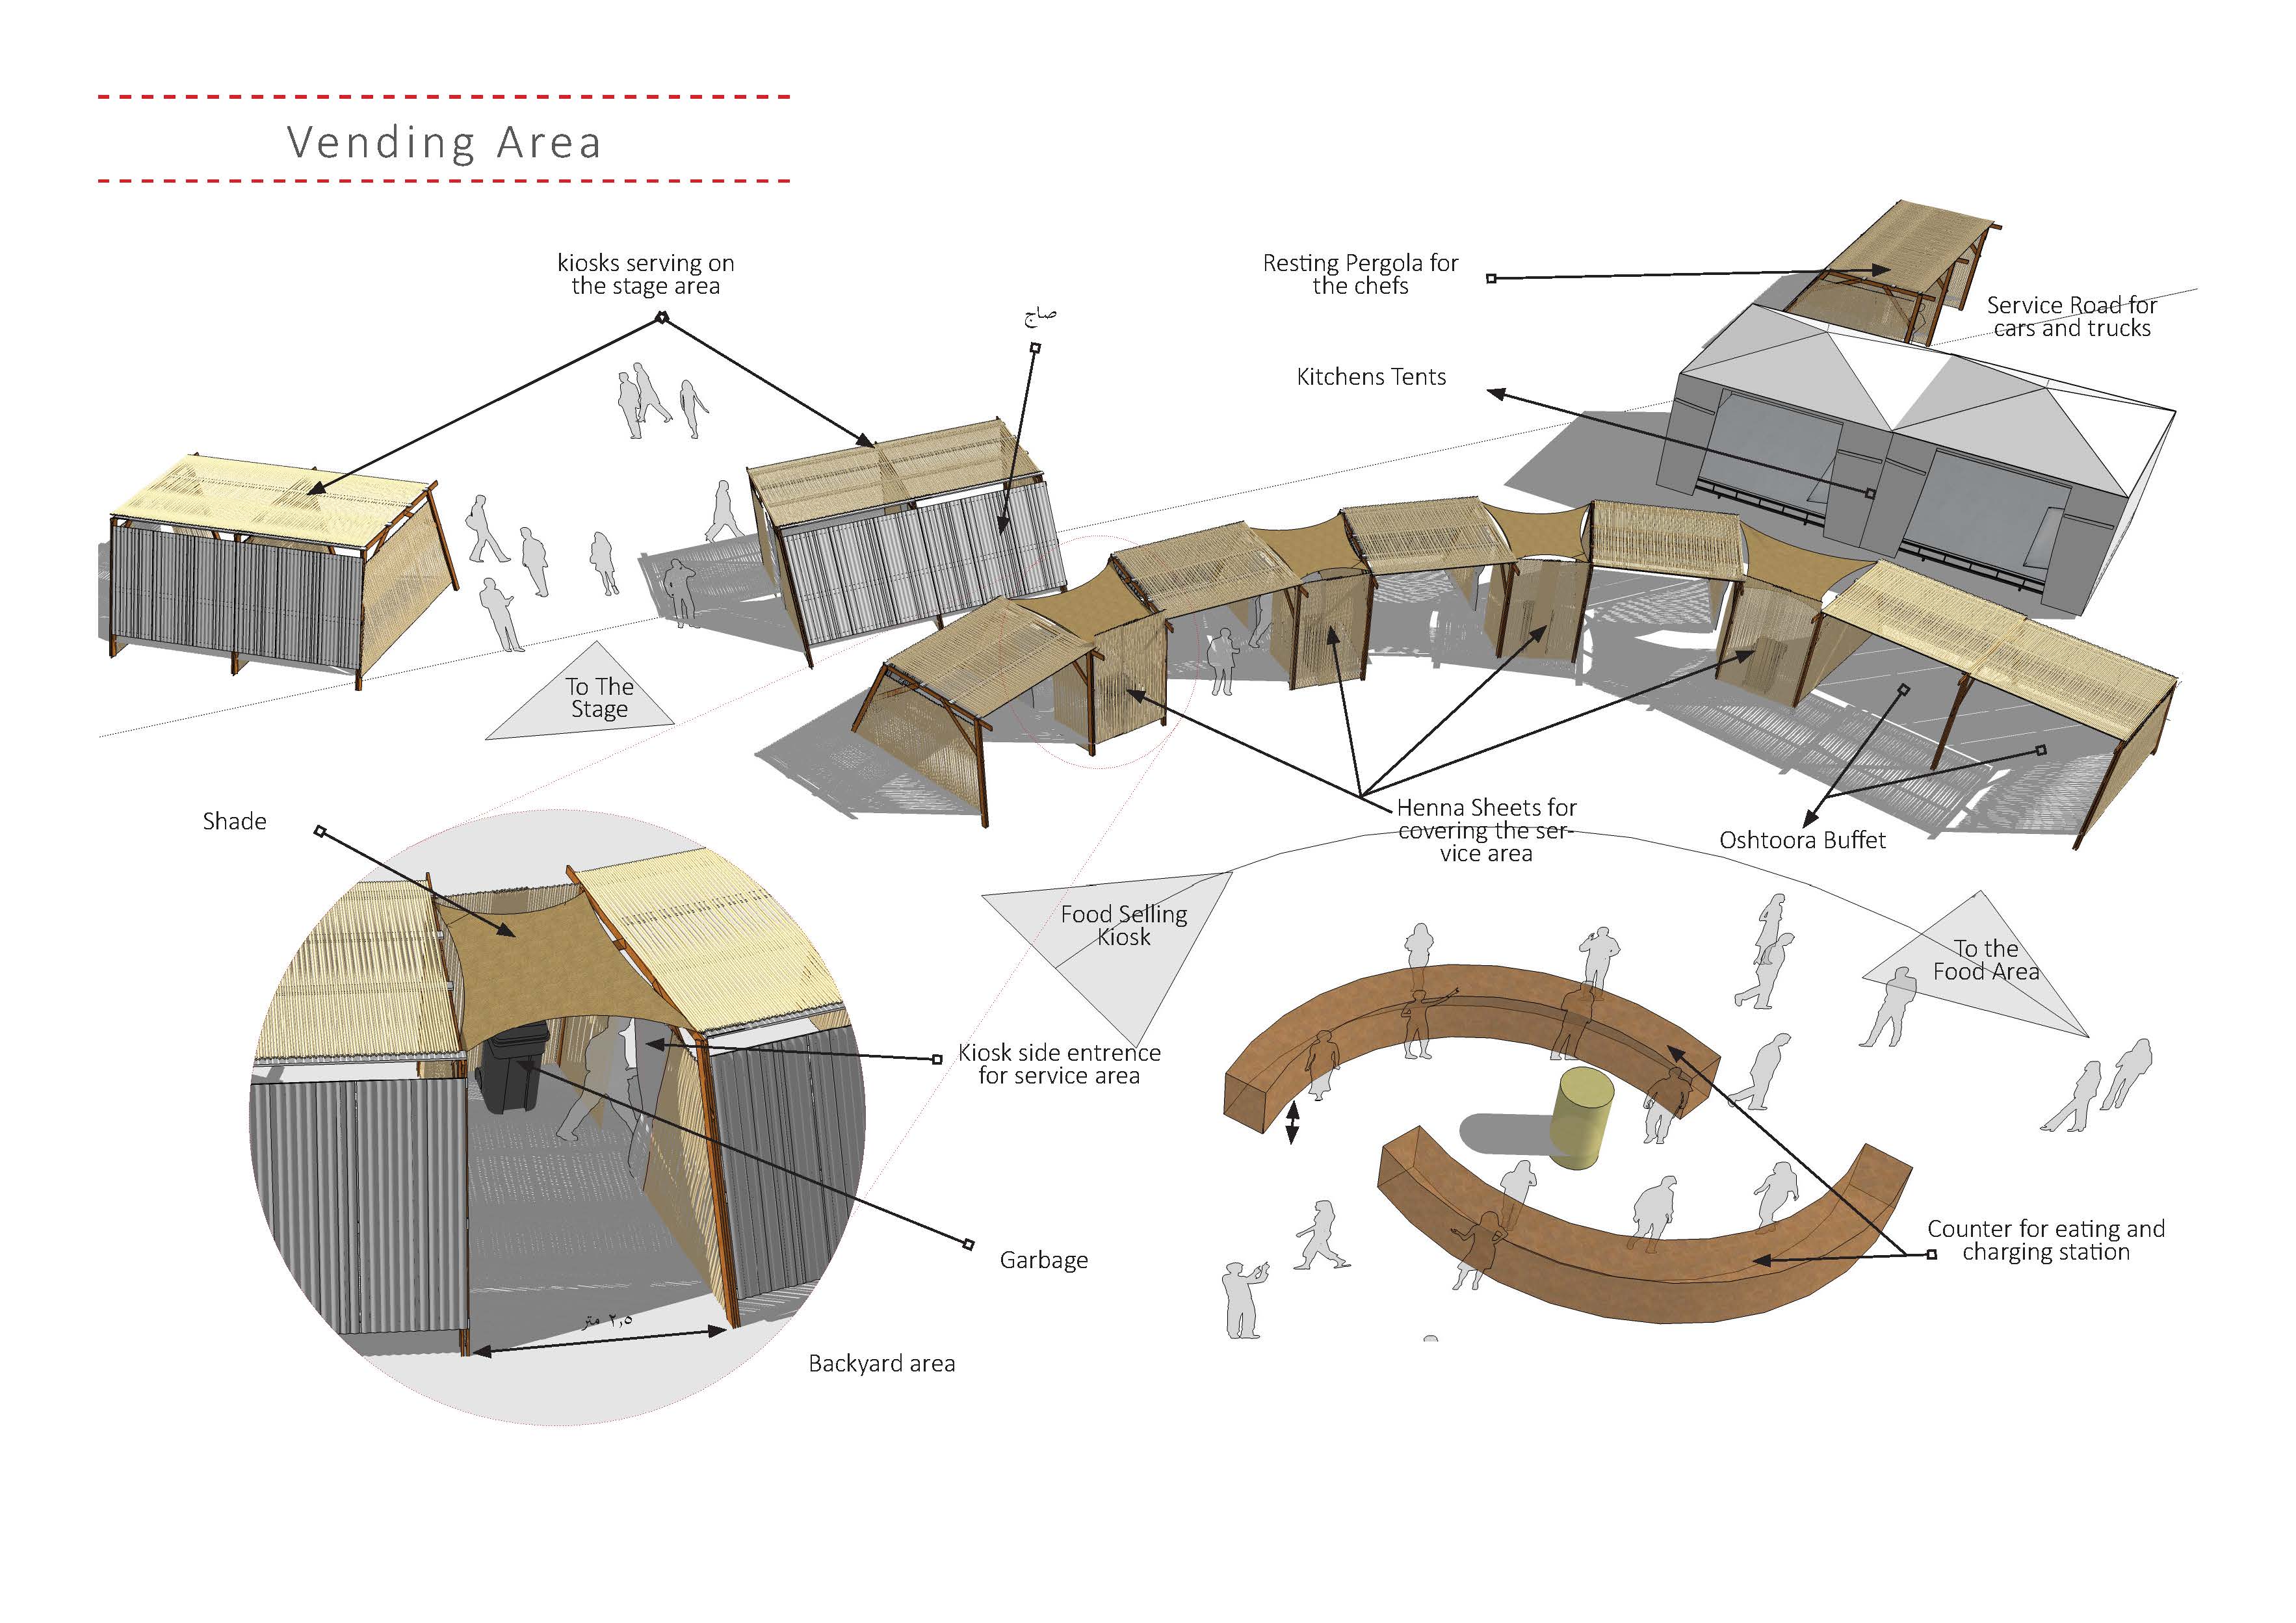 Vending Area
kiosks serving on
the stage area
صاج
Resting Pergola for
the chefs
Service Road for
cars and trucks
Kitchens Tents
To The
Stage
Shade
Henna Sheets for
covering the ser-
vice area
Oshtoora Buffet
Food Selling
Kiosk
To the
Food Area
Kiosk side entrence
for service area
Garbage
Counter for eating and
charging station
٢,٥ متر
Backyard area